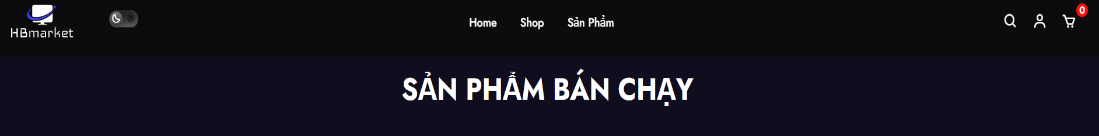 HBmarket
Home Shop Sản Phẩm
0
SẢN PHẨM BÁN CHẠY